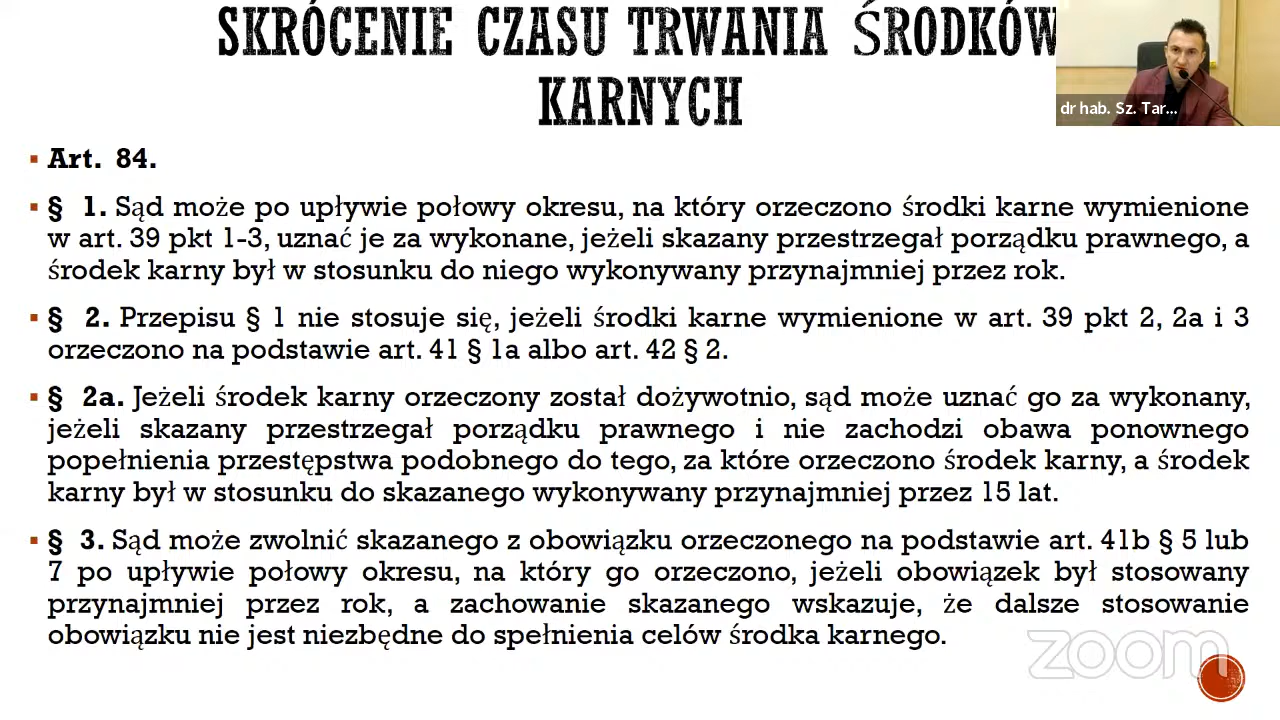 SKRÓCENIE CZASU TRWANIA ŚRODKÓW
KARNYCH
dr hab. Sz. Tar...
▪ Art. 84.
▪ § 1. Sąd może po upływie połowy okresu, na który orzeczono środki karne wymienione
w art. 39 pkt 1-3, uznać je za wykonane, jeżeli skazany przestrzegał porządku prawnego, a
środek karny był w stosunku do niego wykonywany przynajmniej przez rok.
▪ § 2. Przepisu § 1 nie stosuje się, jeżeli środki karne wymienione w art. 39 pkt 2, 2a i 3
orzeczono na podstawie art. 41 § 1a albo art. 42 § 2.
▪ § 2a. Jeżeli środek karny orzeczony został dożywotnio, sąd może uznać go za wykonany,
jeżeli skazany przestrzegał porządku prawnego i nie zachodzi obawa ponownego
popełnienia przestępstwa podobnego do tego, za które orzeczono środek karny, a środek
karny był w stosunku do skazanego wykonywany przynajmniej przez 15 lat.
▪ § 3. Sąd może zwolnić skazanego z obowiązku orzeczonego na podstawie art. 41b § 5 lub
7 po upływie połowy okresu, na który go orzeczono, jeżeli obowiązek był stosowany
przynajmniej przez rok, a zachowanie skazanego wskazuje, że dalsze stosowanie
obowiązku nie jest niezbędne do spełnienia celów środka karnego.
zoom